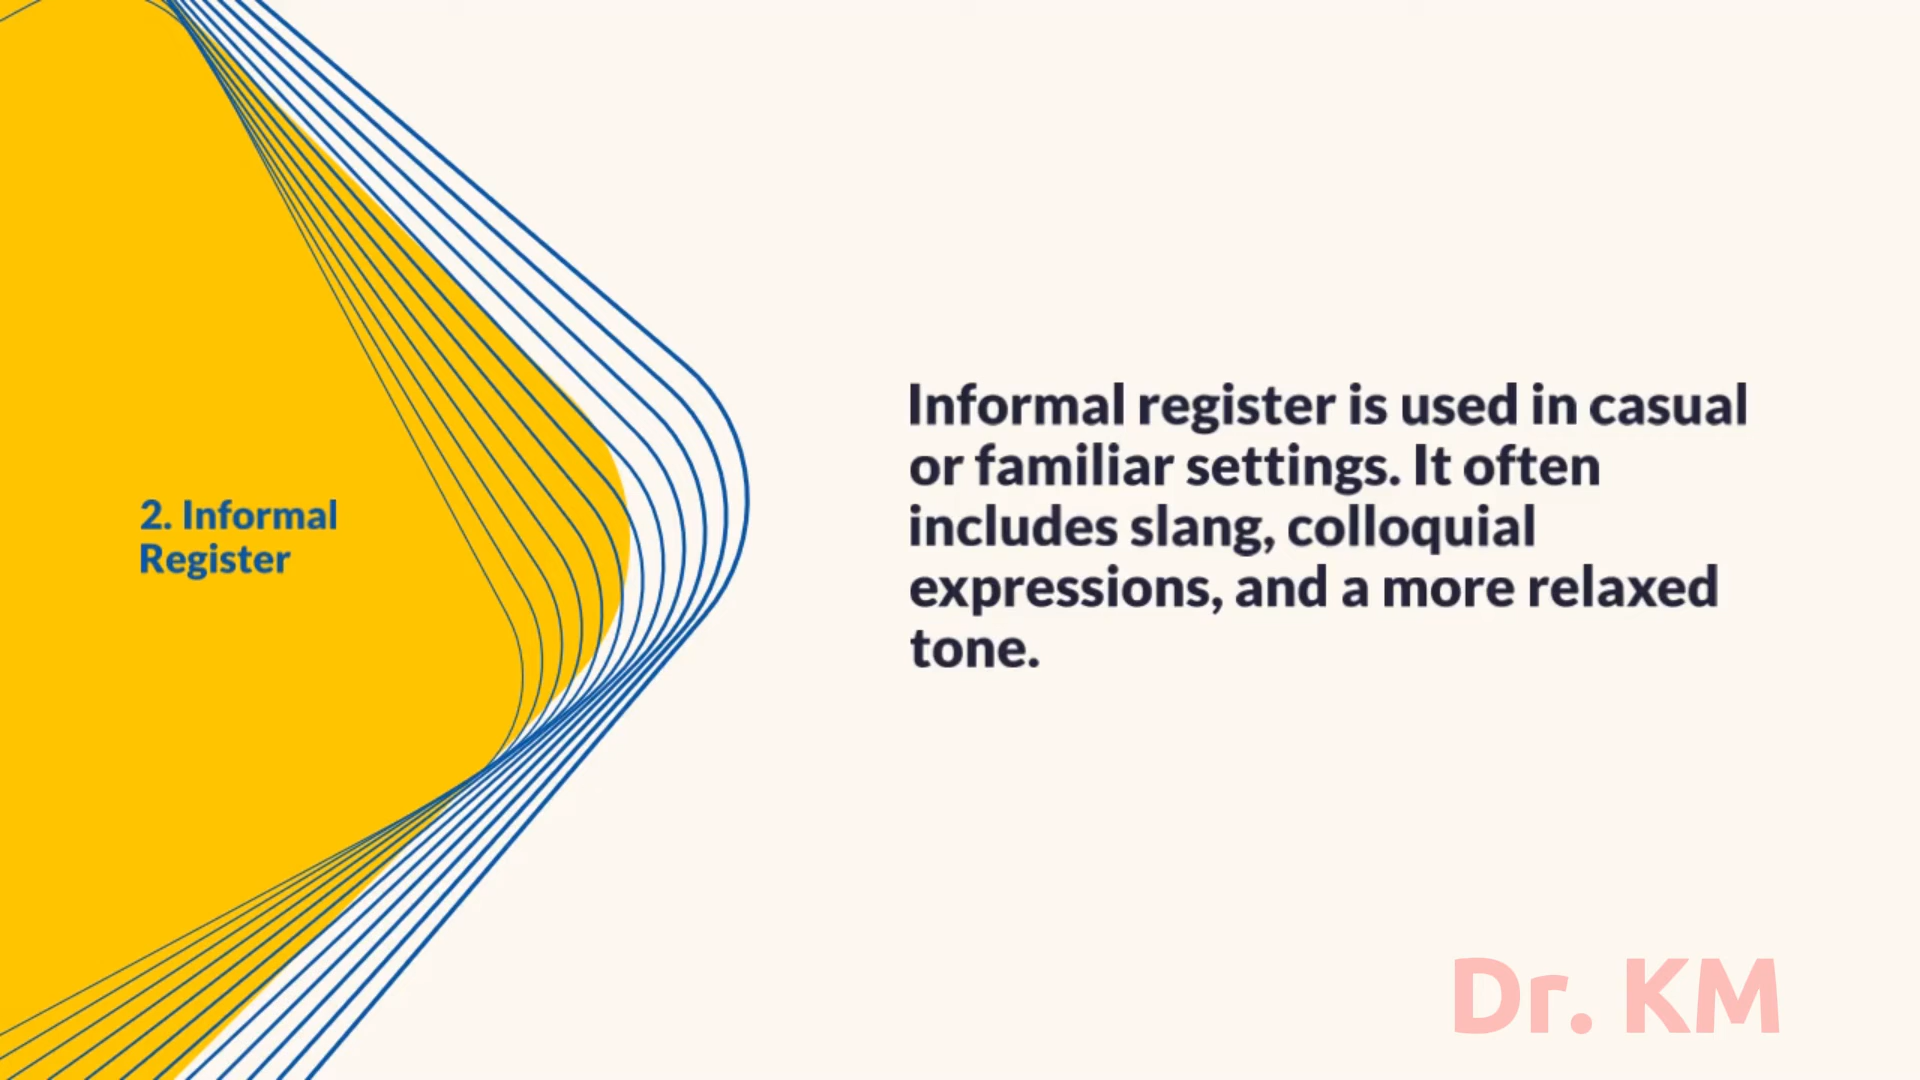 2. Informal
Register
Informal register is used in casual
or familiar settings. It often
includes slang, colloquial
expressions, and a more relaxed
tone.
Dr. KM